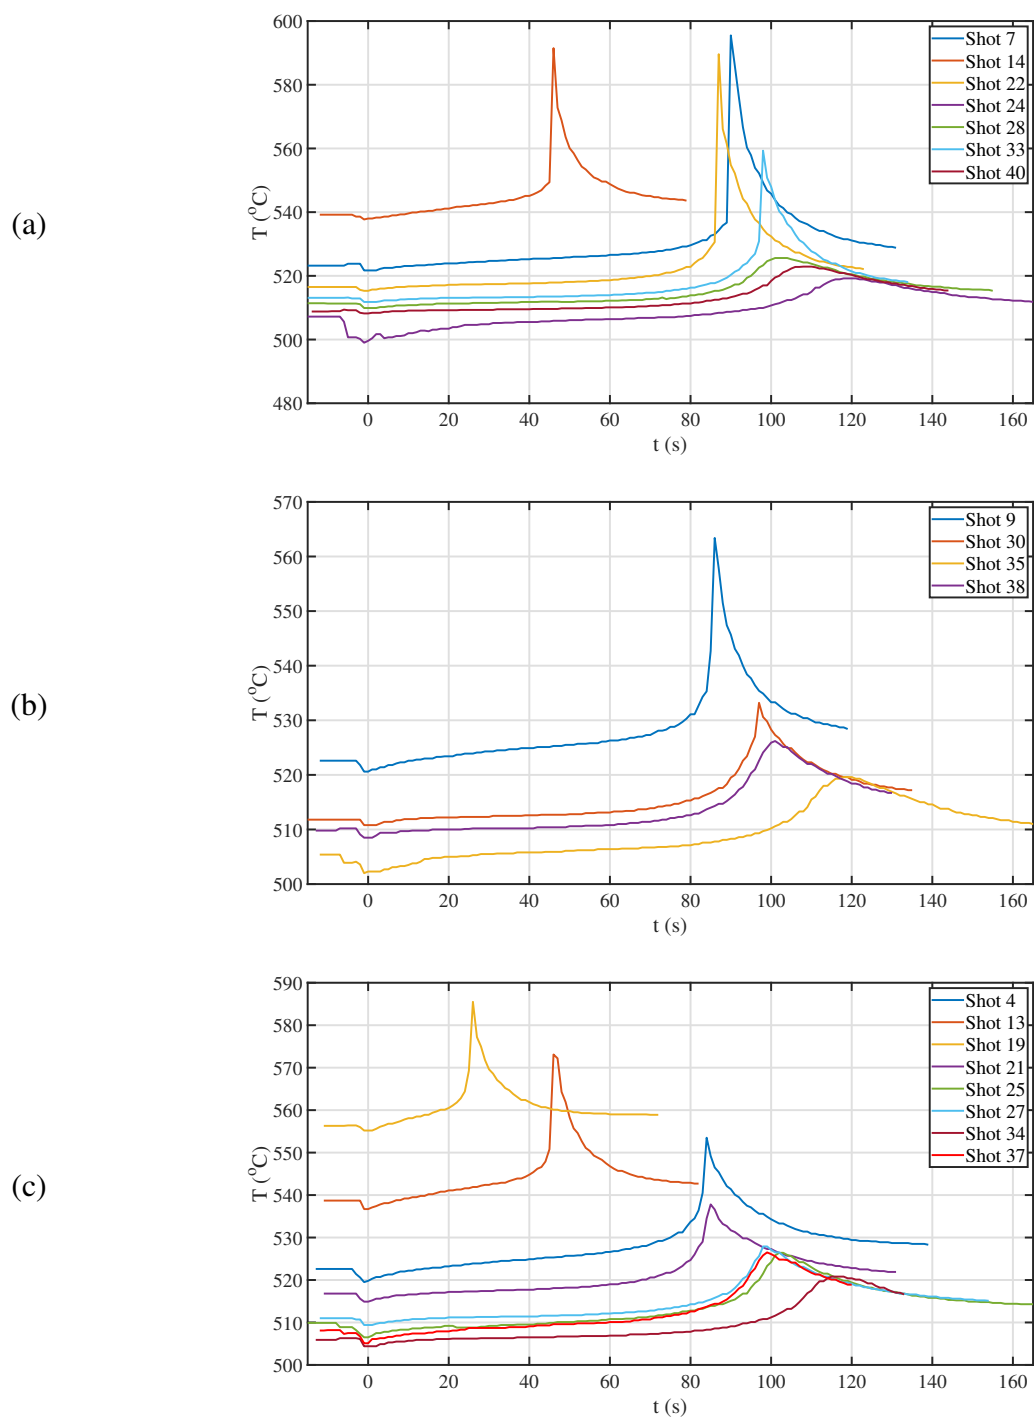 (a)
T (°C)
600
580
560
540
520
500
480
0 20 40 60 80 100 120 140 160
t (s)
Shot 7
Shot 14
Shot 22
Shot 24
Shot 28
Shot 33
Shot 40
(b)
T (°C)
570
560
550
540
530
520
510
500
0 20 40 60 80 100 120 140 160
t (s)
Shot 9
Shot 30
Shot 35
Shot 38
(c)
T (°C)
590
580
570
560
550
540
530
520
510
500
0 20 40 60 80 100 120 140 160
t (s)
Shot 4
Shot 13
Shot 19
Shot 21
Shot 25
Shot 27
Shot 34
Shot 37